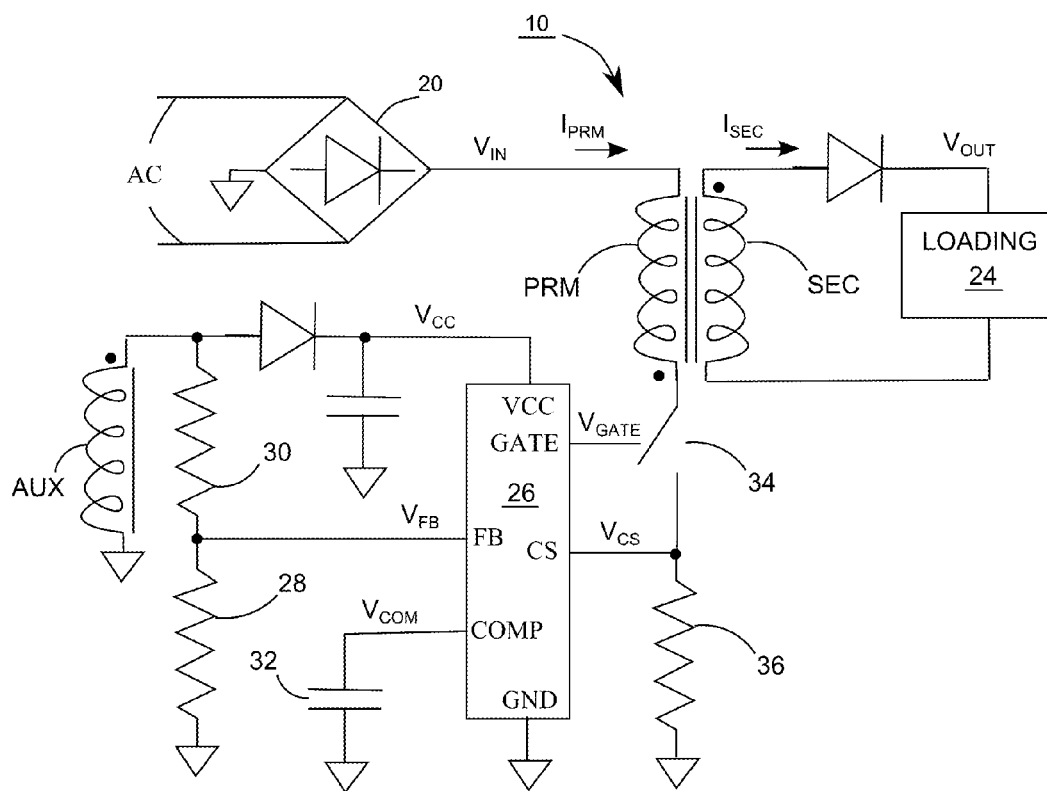 10
20
V_IN
I_PRM
I_SEC
V_OUT
AC
LOADING
24
PRM
SEC
V_CC
VCC
GATE
V_GATE
AUX
30
26
34
V_FB
FB
CS
V_CS
28
V_COM
COMP
32
36
GND